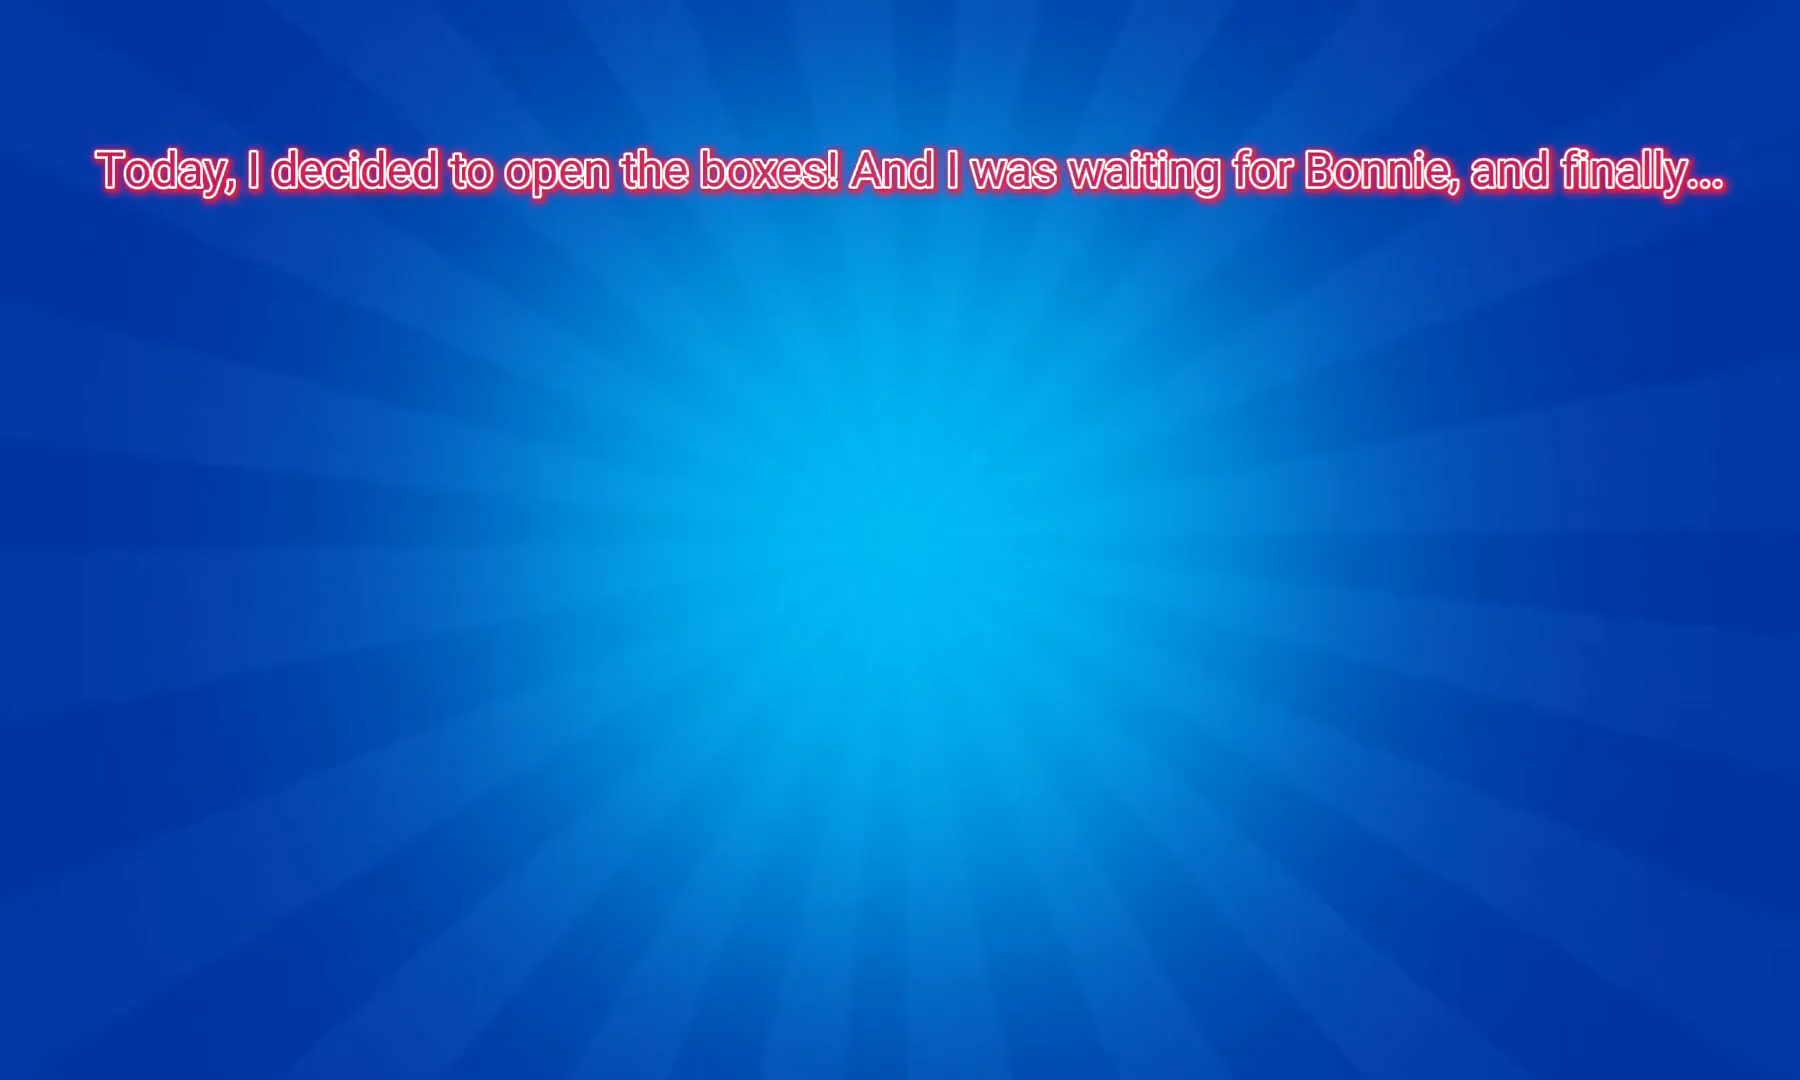 Today, I decided to open the boxes! And I was waiting for Bonnie, and finally...